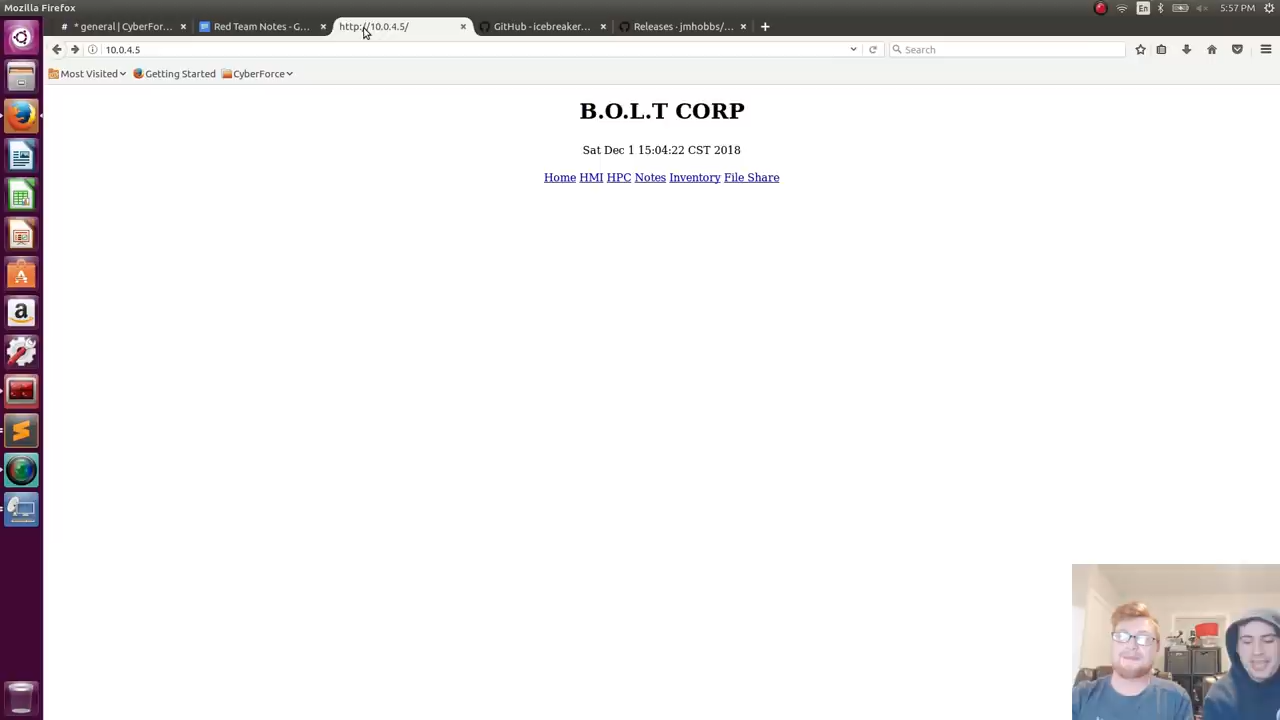 Mozilla Firefox
En
5:57 PM
# * general | CyberFor...
Red Team Notes - G...
http://10.0.4.5/
GitHub - icebreaker...
Releases · jmhobbs/...
10.0.4.5
Search
Most Visited
Getting Started
CyberForce
B.O.L.T CORP
Sat Dec 1 15:04:22 CST 2018
Home HMI HPC Notes Inventory File Share